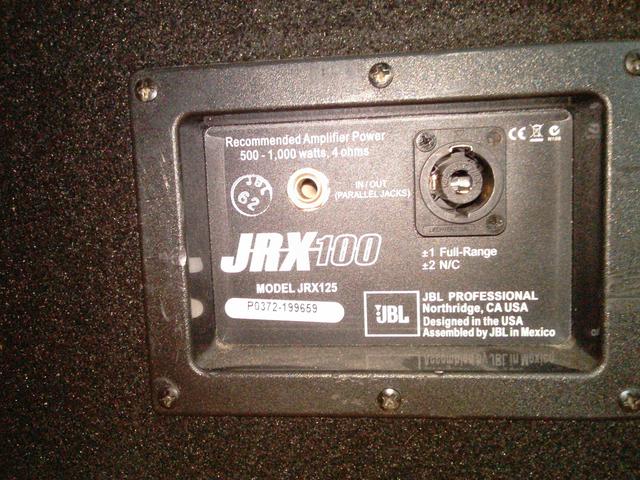 Recommended Amplifier Power
500 - 1,000 watts, 4 ohms
JBL
62
IN / OUT
(PARALLEL JACKS)
CE
N108
JRX100
±1 Full-Range
±2 N/C
MODEL JRX125
P0372-199659
JBL
JBL PROFESSIONAL
Northridge, CA USA
Designed in the USA
Assembled by JBL in Mexico